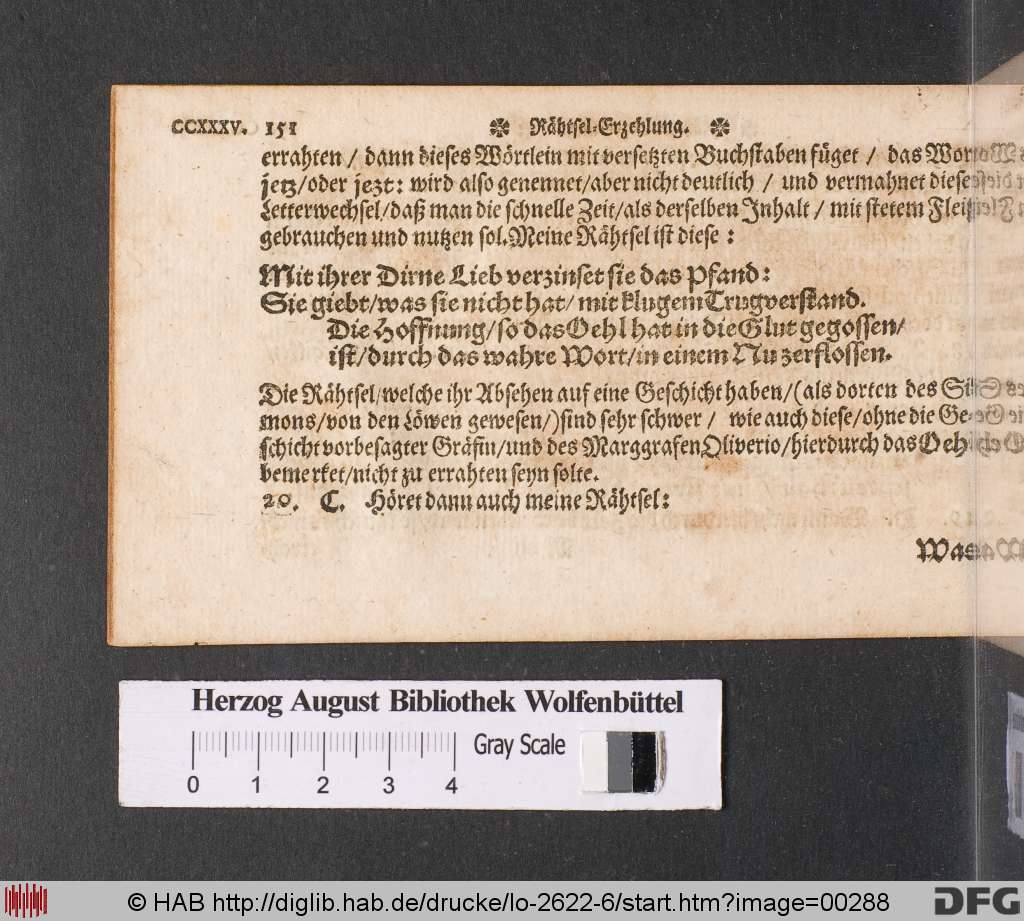 CCXXXV. 151 Rähtsel-Erzehlung.
errahten / dann dieses Wörtlein mit versetzten Buchstaben füget / das Wort
jetz/oder jezt: wird also genennet/aber nicht deutlich / und vermahnet dieser
Letterwechsel/daß man die schnelle Zeit/als derselben Inhalt / mit stetem Fleiß
gebrauchen und nutzen sol. Meine Rähtsel ist diese :
Mit ihrer Dirne Lieb verzinset sie das Pfand:
Sie giebt/was sie nicht hat/ mit klugem Trugverstand.
Die Hoffnung/so das Oehl hat in die Glut gegossen/
ist/durch das wahre Wort/in einem Nu zerflossen.
Die Rähtsel/welche ihr Absehen auf eine Geschicht haben/(als dorten des Si-
mons/von den Löwen gewesen/)sind sehr schwer / wie auch diese/ohne die Ge-
schicht vorbesagter Gräfin/und des Marggrafen Oliverio/hierdurch das Oehl
bemerket/nicht zu errahten seyn solte.
20. C. Höret dann auch meine Rähtsel:
Was
Herzog August Bibliothek Wolfenbüttel
Gray Scale
0 1 2 3 4
© HAB http://diglib.hab.de/drucke/lo-2622-6/start.htm?image=00288
DFG